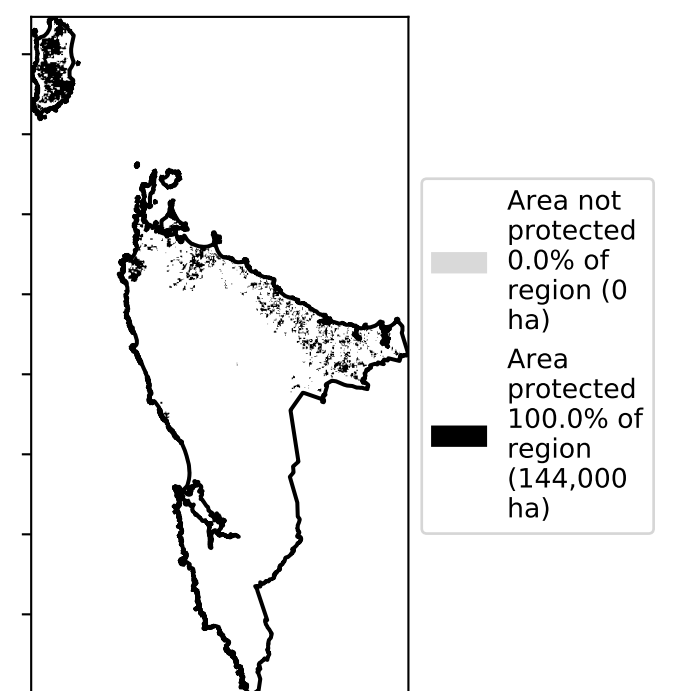 Area not
protected
0.0% of
region (0
ha)
Area
protected
100.0% of
region
(144,000
ha)